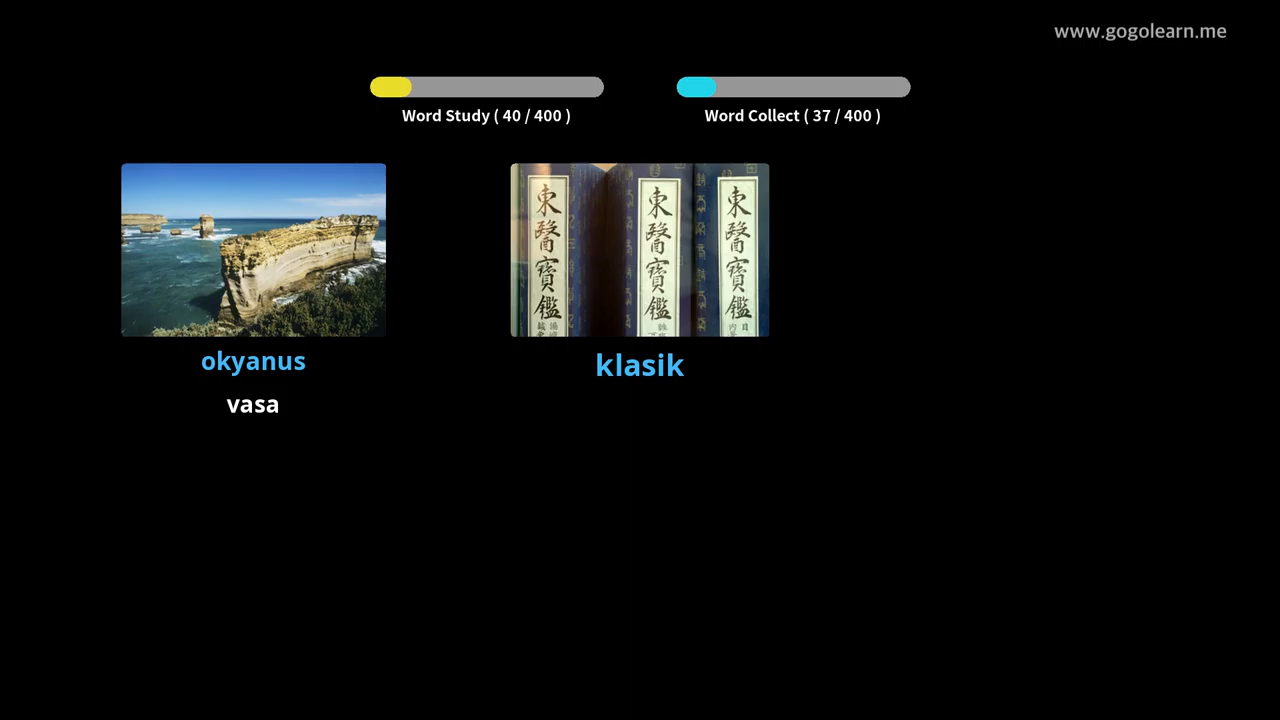 www.gogolearn.me
Word Study ( 40 / 400 )
Word Collect ( 37 / 400 )
東醫寶鑑
東醫寶鑑
東醫寶鑑
okyanus
klasik
vasa